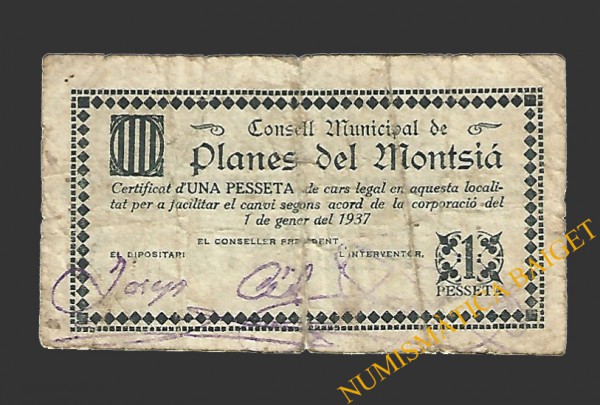 Consell Municipal de
Planes del Montsiá
Certificat d'UNA PESSETA de curs legal en aquesta locali-
tat per a facilitar el canvi segons acord de la corporació del
1 de gener del 1937
EL CONSELLER PRESIDENT
EL DIPOSITARI
L'INTERVENTOR,
1
PESSETA
NUMISMATICA BAIGET